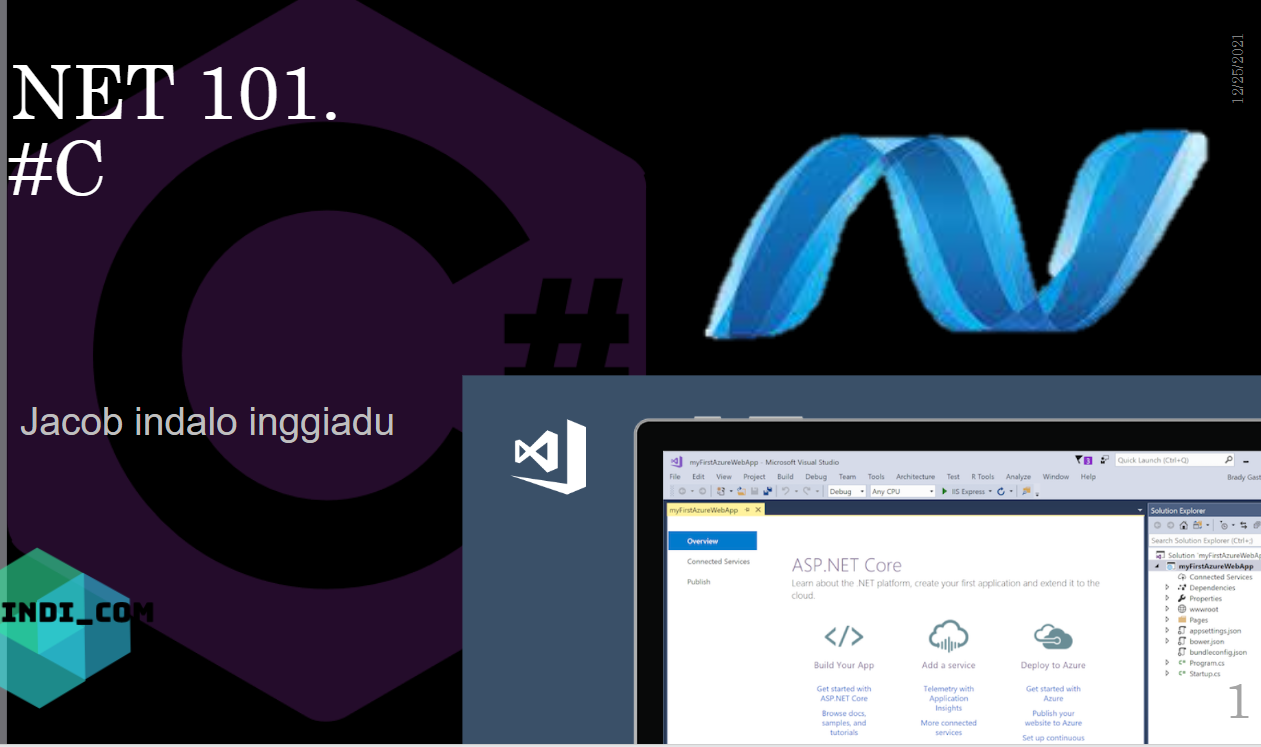 NET 101.
#C
12/25/2021
#
Jacob indalo inggiadu
INDI_COM
myFirstAzureWebApp - Microsoft Visual Studio
3
Quick Launch (Ctrl+Q)
File Edit View Project Build Debug Team Tools Architecture Test R Tools Analyze Window Help
Brady Gast
Debug Any CPU IIS Express
myFirstAzureWebApp
Overview
Connected Services
Publish
ASP.NET Core
Learn about the .NET platform, create your first application and extend it to the
cloud.
</>
Build Your App
Get started with
ASP.NET Core
Browse docs,
samples, and
tutorials
Add a service
Telemetry with
Application
Insights
More connected
services
Deploy to Azure
Get started with
Azure
Publish your
website to Azure
Set up continuous
Solution Explorer
Search Solution Explorer (Ctrl+;)
Solution 'myFirstAzureWebAp
myFirstAzureWebApp
Connected Services
Dependencies
Properties
wwwroot
Pages
appsettings.json
bower.json
bundleconfig.json
C# Program.cs
C# Startup.cs
1